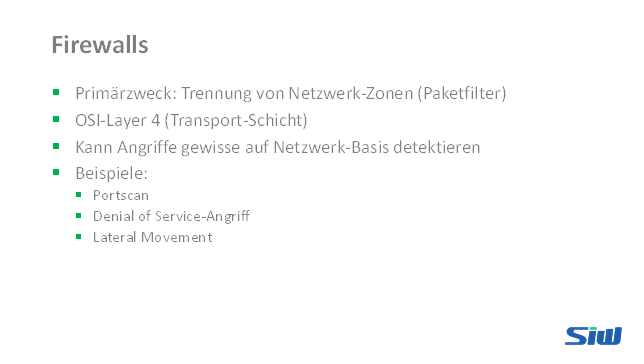 Firewalls
Primärzweck: Trennung von Netzwerk-Zonen (Paketfilter)
OSI-Layer 4 (Transport-Schicht)
Kann Angriffe gewisse auf Netzwerk-Basis detektieren
Beispiele:
Portscan
Denial of Service-Angriff
Lateral Movement
SiW